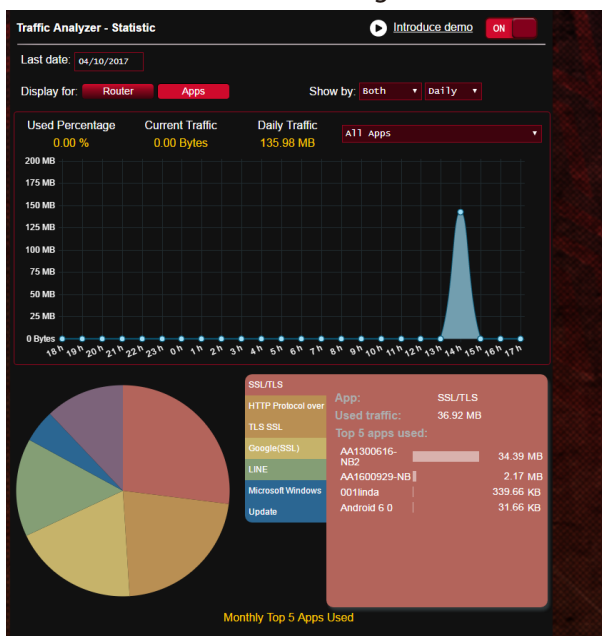 Traffic Analyzer - Statistic Introduce demo ON
Last date: 04/10/2017
Display for: Router Apps Show by: Both Daily
Used Percentage Current Traffic Daily Traffic All Apps
0.00 % 0.00 Bytes 135.98 MB
200 MB
175 MB
150 MB
125 MB
100 MB
75 MB
50 MB
25 MB
0 Bytes
18 h 19 h 20 h 21 h 22 h 23 h 0 h 1 h 2 h 3 h 4 h 5 h 6 h 7 h 8 h 9 h 10 h 11 h 12 h 13 h 14 h 15 h 16 h 17 h
SSL/TLS
HTTP Protocol over
TLS SSL
Google(SSL)
LINE
Microsoft Windows
Update
App: SSL/TLS
Used traffic: 36.92 MB
Top 5 apps used:
AA1300616-
NB2 34.39 MB
AA1600929-NB 2.17 MB
001linda 339.66 KB
Android 6 0 31.66 KB
Monthly Top 5 Apps Used